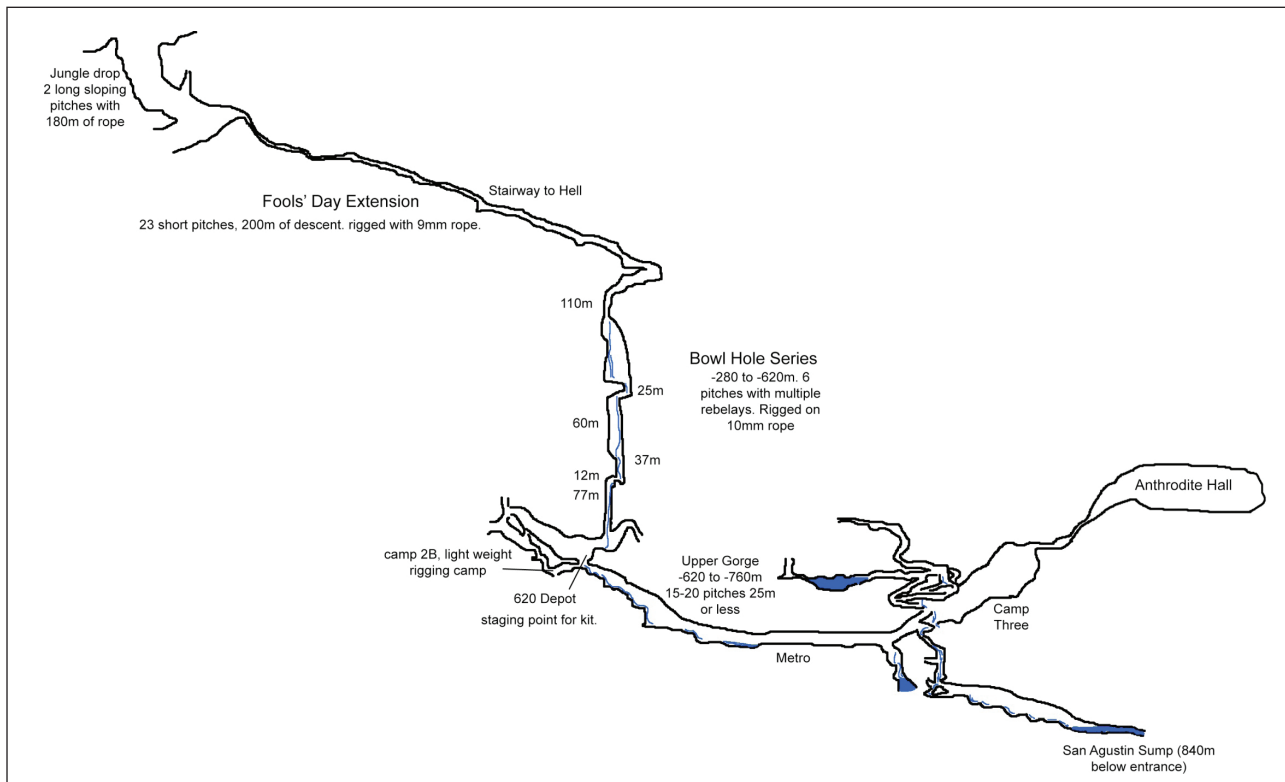 Jungle drop
2 long sloping
pitches with
180m of rope
Stairway to Hell
Fools' Day Extension
23 short pitches, 200m of descent. rigged with 9mm rope.
110m
Bowl Hole Series
-280 to -620m. 6
pitches with multiple
rebelays. Rigged on
10mm rope
25m
60m
37m
12m
77m
Anthrodite Hall
camp 2B, light weight
rigging camp
Upper Gorge
-620 to -760m
15-20 pitches 25m
or less
620 Depot
staging point for kit.
Camp
Three
Metro
San Agustin Sump (840m
below entrance)